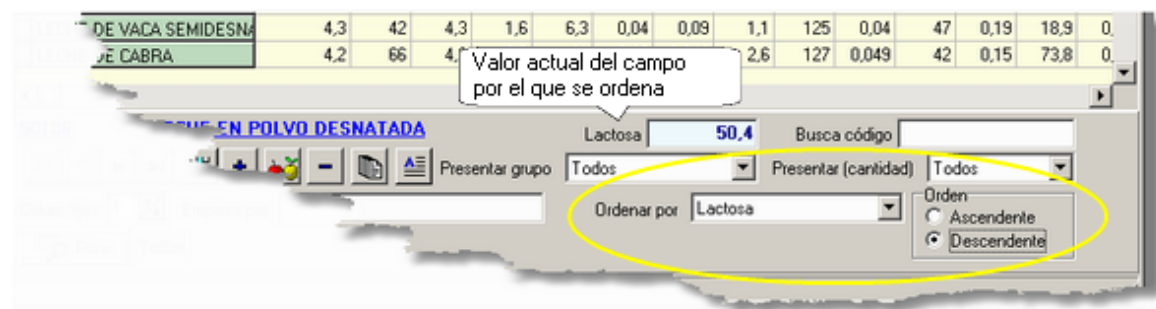 DE VACA SEMIDESNA 4,3 42 4,3 1,6 6,3 0,04 0,09 1,1 125 0,04 47 0,19 18,9 0,
DE CABRA 4,2 66 2,6 127 0,049 42 0,15 73,8 0,
Valor actual del campo
por el que se ordena
EN POLVO DESNATADA Lactosa 50,4 Busca código
Presentar grupo Todos Presentar (cantidad) Todos
Ordenar por Lactosa Orden
Ascendente
Descendente